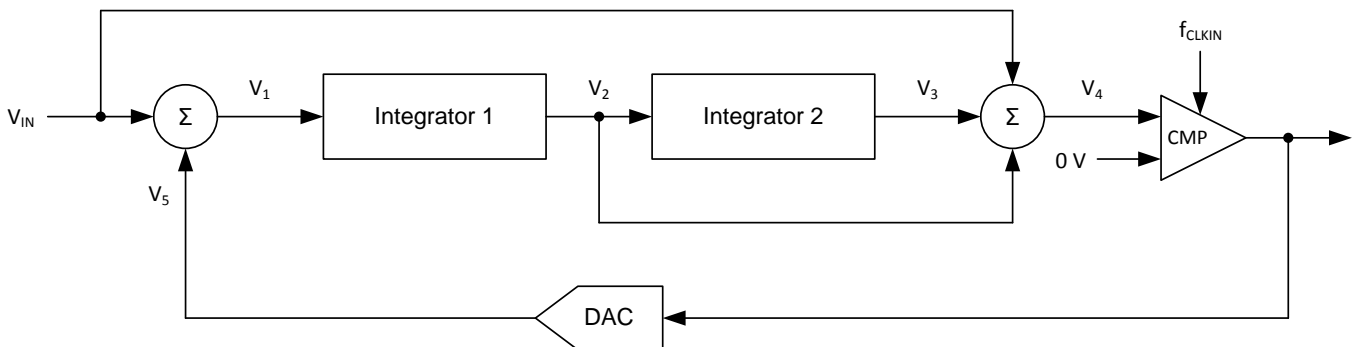 f_CLKIN
V_IN
Σ
V_1
Integrator 1
V_2
Integrator 2
V_3
Σ
V_4
CMP
0 V
V_5
DAC